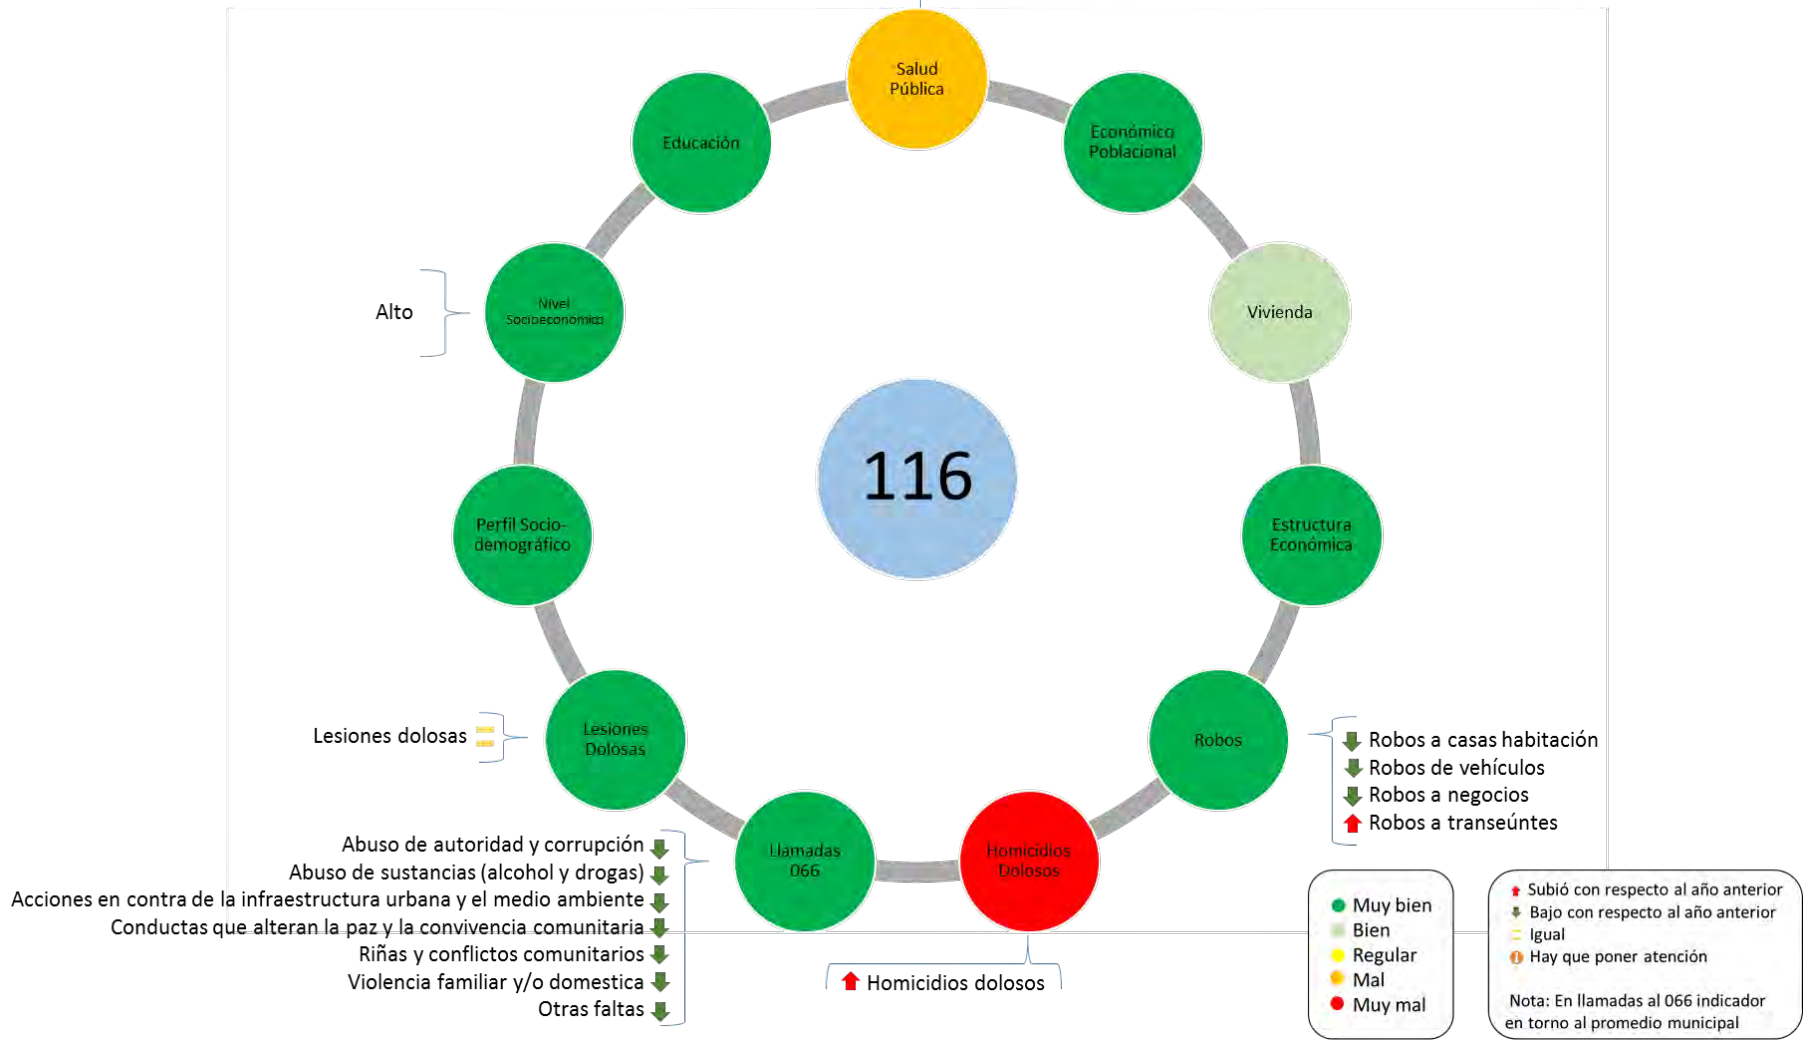 Salud
Pública
Educación
Económico
Poblacional
Alto
Nivel
Socioeconómico
Vivienda
116
Perfil Socio-
demográfico
Estructura
Económica
Lesiones dolosas
Lesiones
Dolosas
Robos
Robos a casas habitación
Robos de vehículos
Robos a negocios
Robos a transeúntes
Llamadas
066
Homicidios
Dolosos
Abuso de autoridad y corrupción
Abuso de sustancias (alcohol y drogas)
Acciones en contra de la infraestructura urbana y el medio ambiente
Conductas que alteran la paz y la convivencia comunitaria
Riñas y conflictos comunitarios
Violencia familiar y/o domestica
Otras faltas
Homicidios dolosos
Muy bien
Bien
Regular
Mal
Muy mal
Subió con respecto al año anterior
Bajo con respecto al año anterior
Igual
Hay que poner atención
Nota: En llamadas al 066 indicador
en torno al promedio municipal